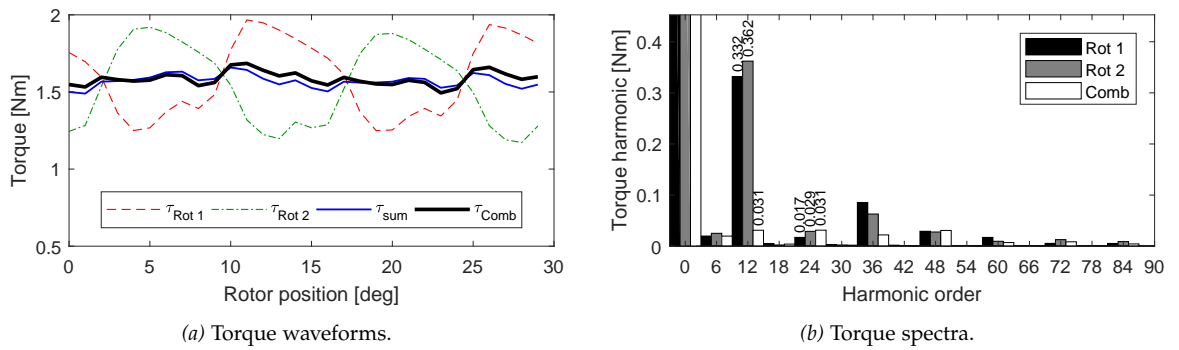 2
1.5
1
0.5
Torque [Nm]
τRot 1
τRot 2
τsum
τComb
0 5 10 15 20 25 30
Rotor position [deg]
(a) Torque waveforms.
0.4
0.3
0.2
0.1
0
Torque harmonic [Nm]
0.332
0.362
0.031
0.017
0.029
0.031
Rot 1
Rot 2
Comb
0 6 12 18 24 30 36 42 48 54 60 66 72 78 84 90
Harmonic order
(b) Torque spectra.